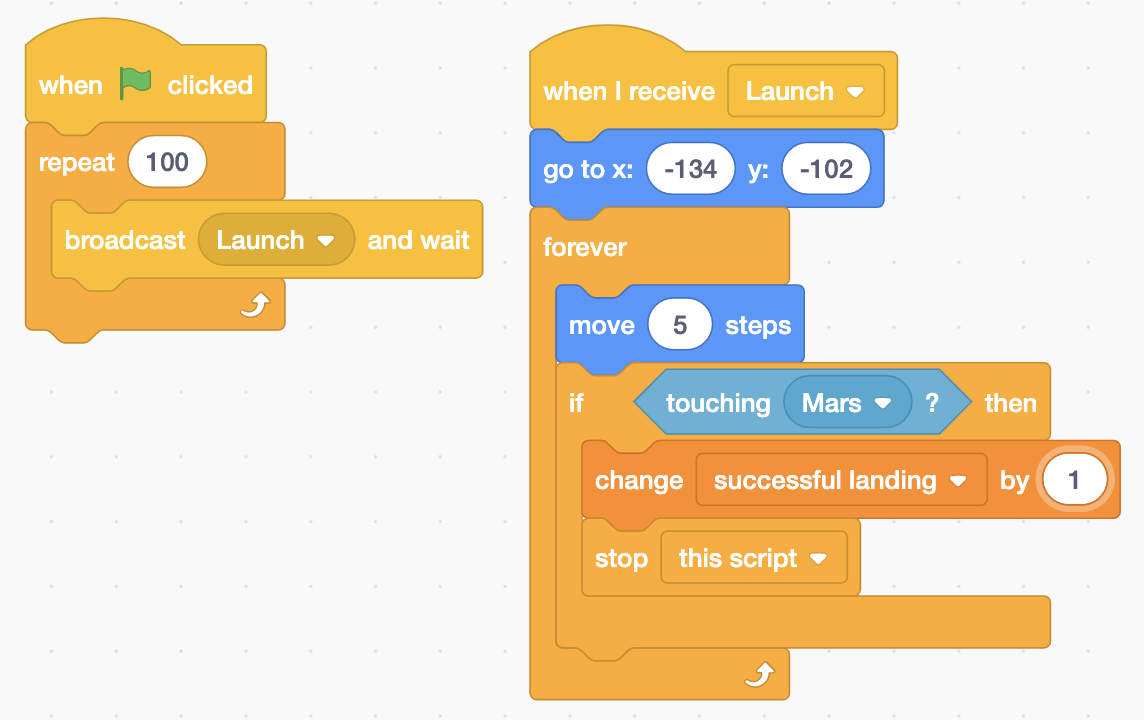 when clicked
repeat 100
broadcast Launch and wait
when I receive Launch
go to x: -134 y: -102
forever
move 5 steps
if touching Mars ? then
change successful landing by 1
stop this script